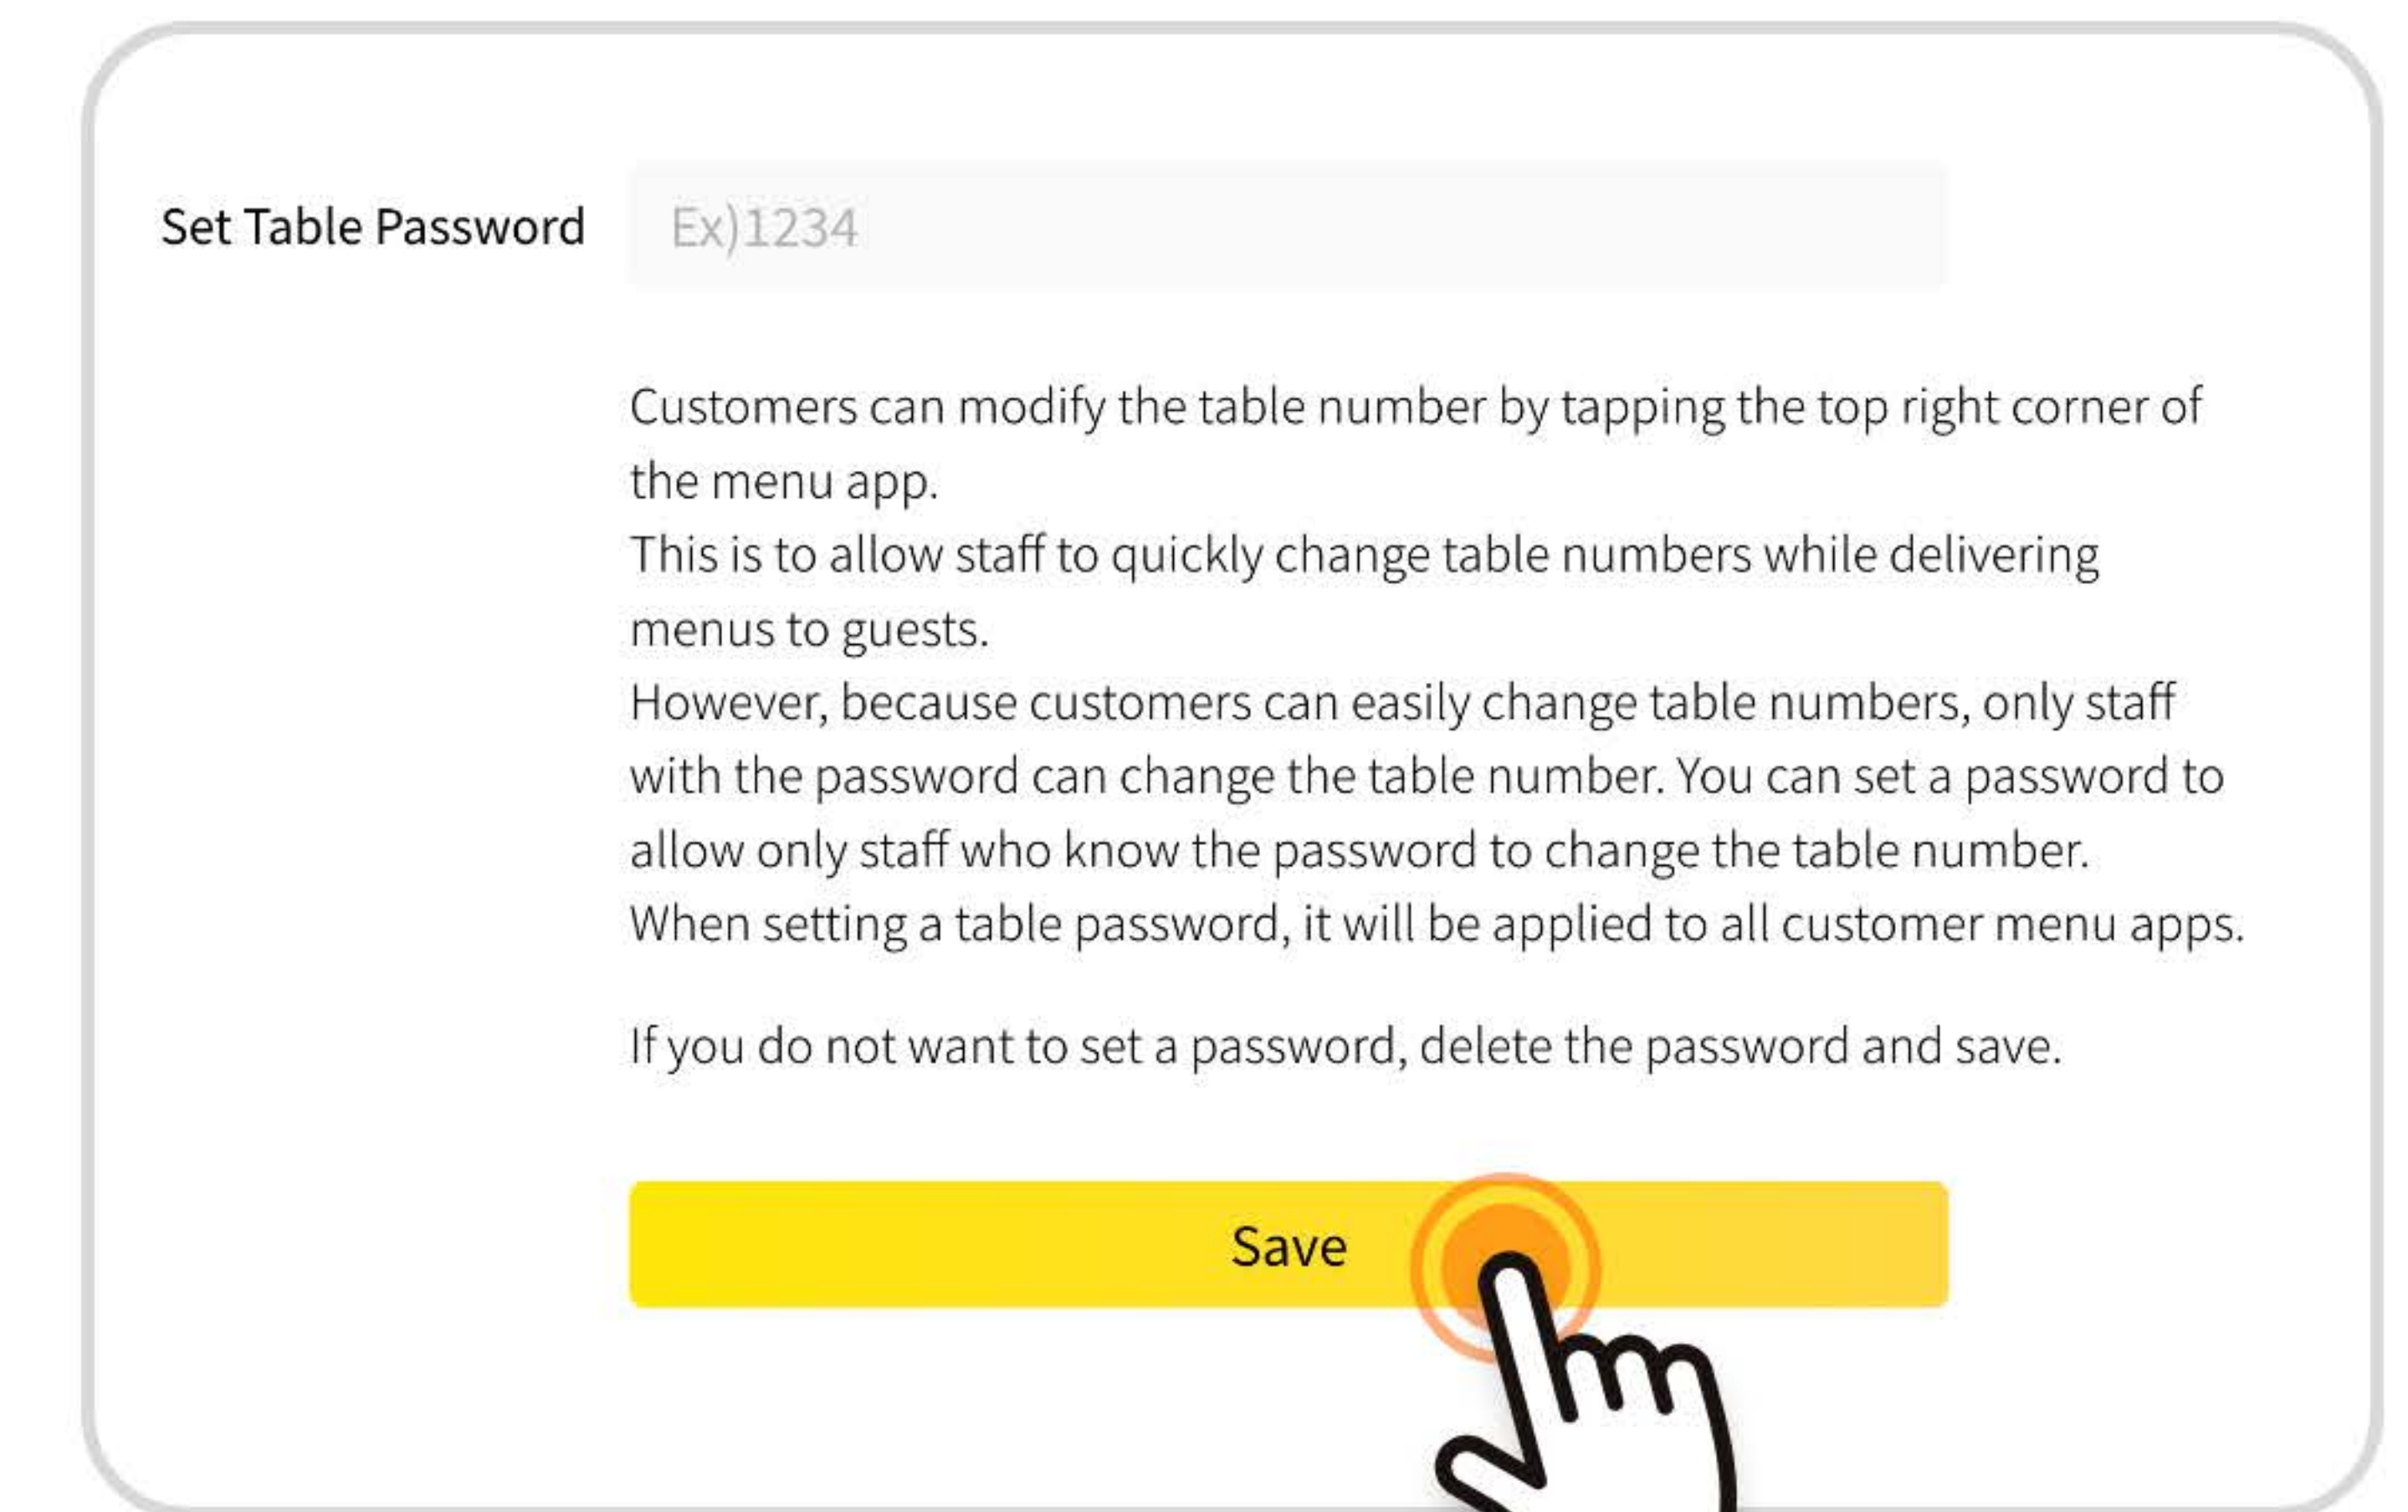 Set Table Password
Ex)1234
Customers can modify the table number by tapping the top right corner of
the menu app.
This is to allow staff to quickly change table numbers while delivering
menus to guests.
However, because customers can easily change table numbers, only staff
with the password can change the table number. You can set a password to
allow only staff who know the password to change the table number.
When setting a table password, it will be applied to all customer menu apps.
If you do not want to set a password, delete the password and save.
Save